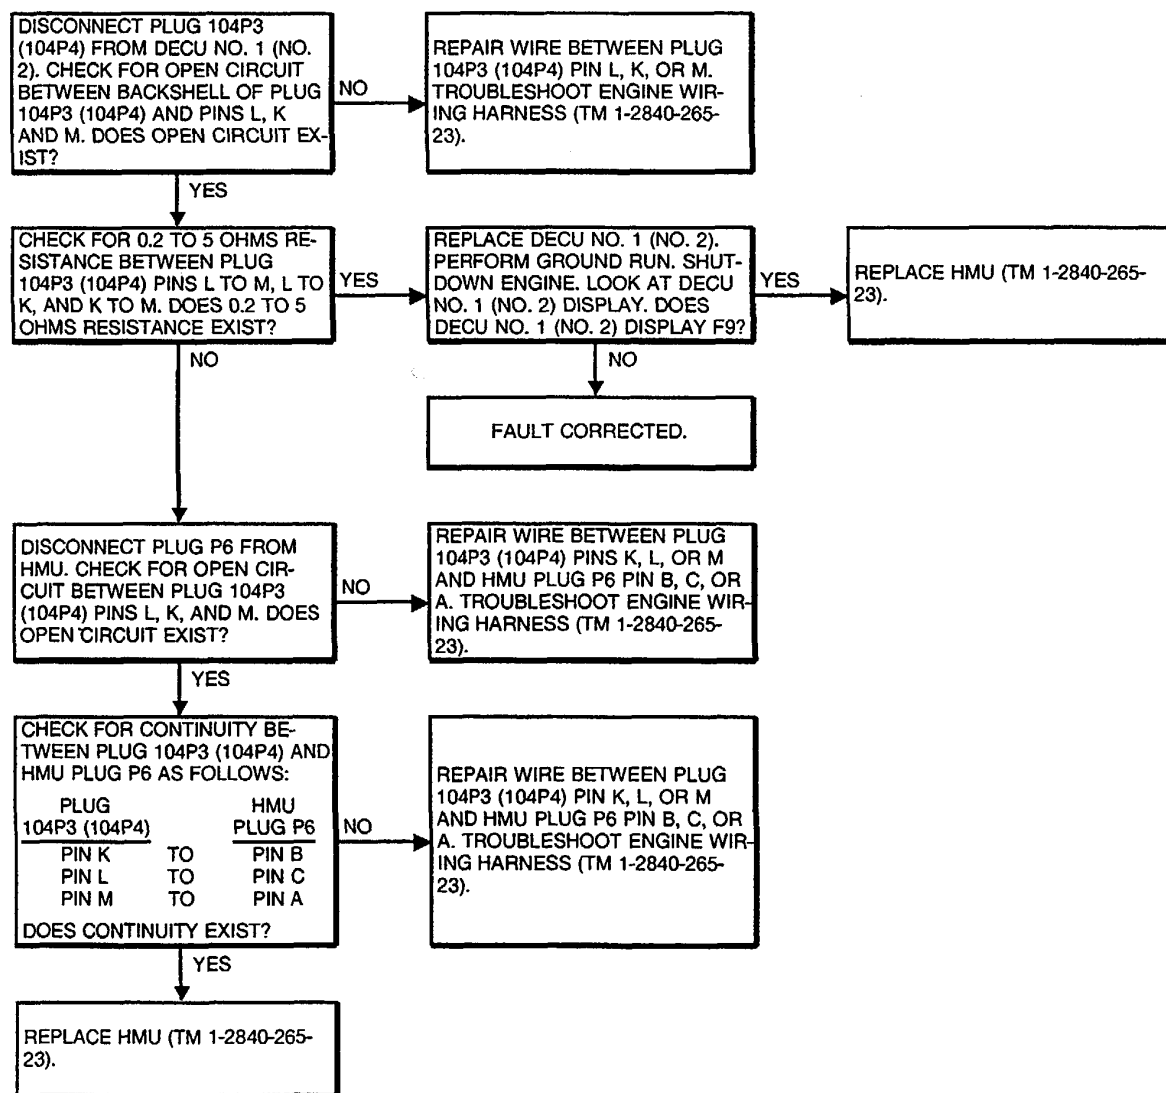 DISCONNECT PLUG 104P3
(104P4) FROM DECU NO. 1 (NO.
2). CHECK FOR OPEN CIRCUIT
BETWEEN BACKSHELL OF PLUG
104P3 (104P4) AND PINS L, K
AND M. DOES OPEN CIRCUIT EX-
IST?
NO
REPAIR WIRE BETWEEN PLUG
104P3 (104P4) PIN L, K, OR M.
TROUBLESHOOT ENGINE WIR-
ING HARNESS (TM 1-2840-265-
23).
YES
CHECK FOR 0.2 TO 5 OHMS RE-
SISTANCE BETWEEN PLUG
104P3 (104P4) PINS L TO M, L TO
K, AND K TO M. DOES 0.2 TO 5
OHMS RESISTANCE EXIST?
YES
REPLACE DECU NO. 1 (NO. 2).
PERFORM GROUND RUN. SHUT-
DOWN ENGINE. LOOK AT DECU
NO. 1 (NO. 2) DISPLAY. DOES
DECU NO. 1 (NO. 2) DISPLAY F9?
YES
REPLACE HMU (TM 1-2840-265-
23).
NO
NO
FAULT CORRECTED.
DISCONNECT PLUG P6 FROM
HMU. CHECK FOR OPEN CIR-
CUIT BETWEEN PLUG 104P3
(104P4) PINS L, K, AND M. DOES
OPEN CIRCUIT EXIST?
NO
REPAIR WIRE BETWEEN PLUG
104P3 (104P4) PINS K, L, OR M
AND HMU PLUG P6 PIN B, C, OR
A. TROUBLESHOOT ENGINE WIR-
ING HARNESS (TM 1-2840-265-
23).
YES
CHECK FOR CONTINUITY BE-
TWEEN PLUG 104P3 (104P4) AND
HMU PLUG P6 AS FOLLOWS:
PLUG HMU
104P3 (104P4) PLUG P6
PIN K TO PIN B
PIN L TO PIN C
PIN M TO PIN A
DOES CONTINUITY EXIST?
NO
REPAIR WIRE BETWEEN PLUG
104P3 (104P4) PIN K, L, OR M
AND HMU PLUG P6 PIN B, C, OR
A. TROUBLESHOOT ENGINE WIR-
ING HARNESS (TM 1-2840-265-
23).
YES
REPLACE HMU (TM 1-2840-265-
23).